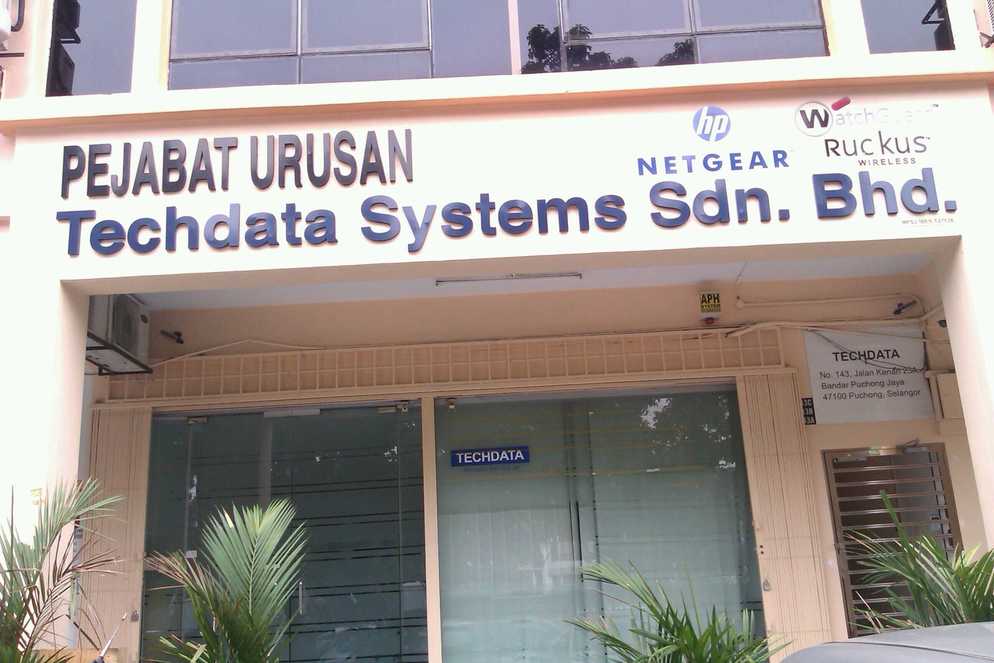 PEJABAT URUSAN
hp
WatchGuard
NETGEAR
Ruckus
WIRELESS
Techdata Systems Sdn. Bhd.
APH
SYSTEM
TECHDATA
No. 143, Jalan Kenari 23A,
Bandar Puchong Jaya
47100 Puchong, Selangor
TECHDATA